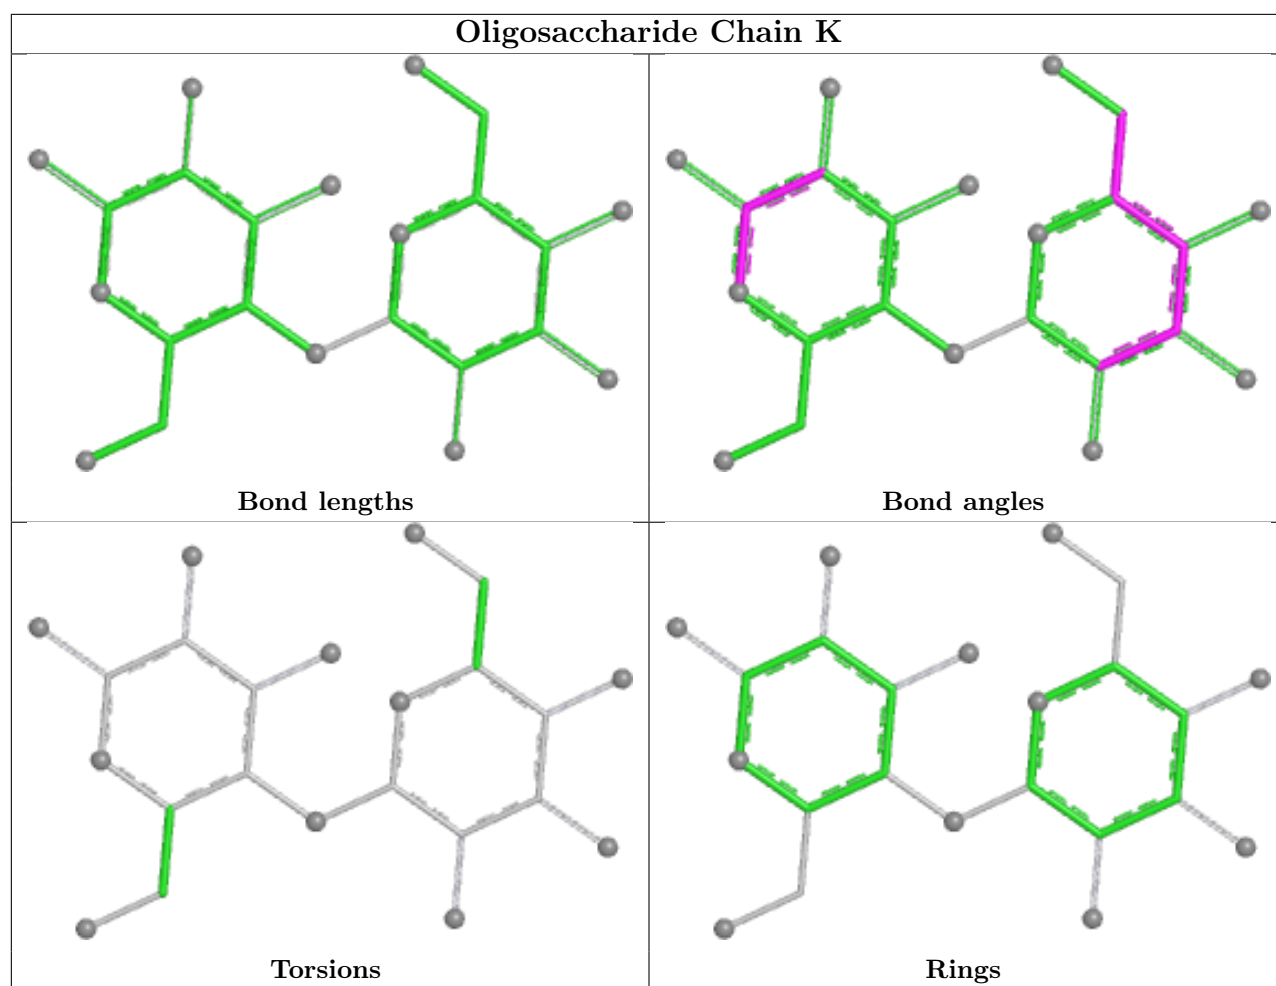 Oligosaccharide Chain K
Bond lengths
Bond angles
Torsions
Rings